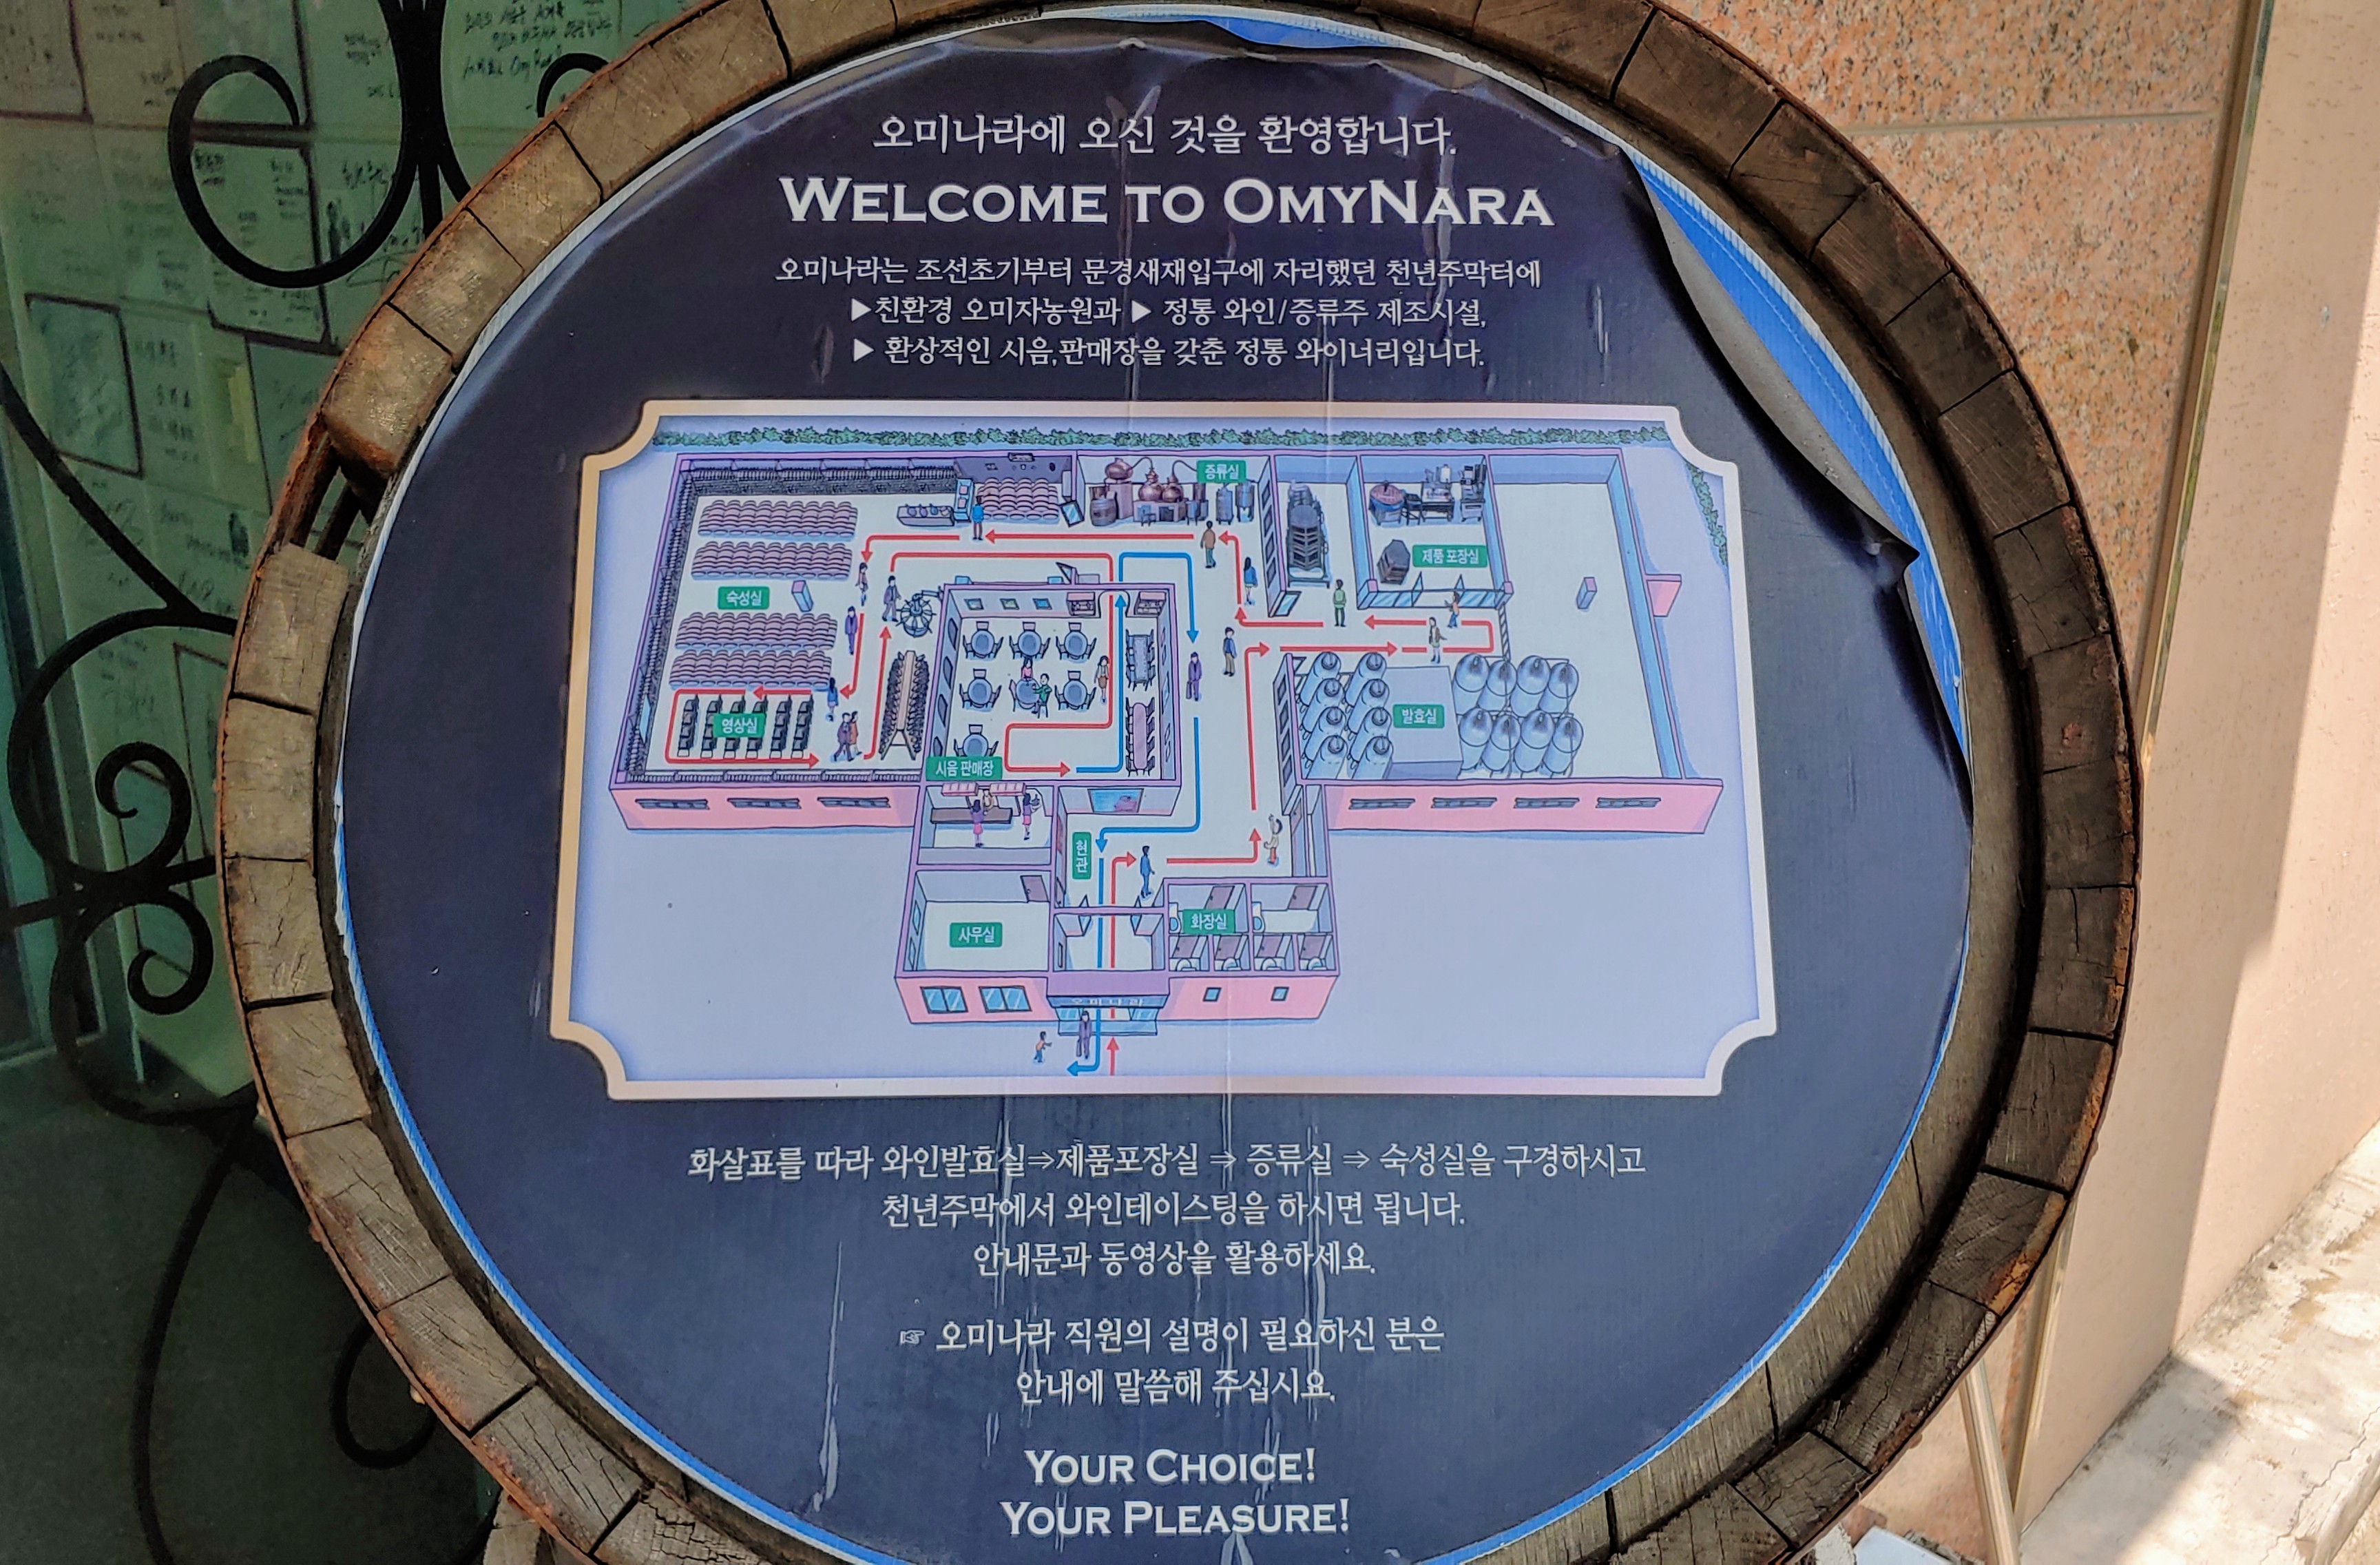 오미나라에 오신 것을 환영합니다.
WELCOME TO OMYNARA
오미나라는 조선초기부터 문경새재입구에 자리했던 천년주막터에
▶친환경 오미자농원과 ▶ 정통 와인/증류주 제조시설,
▶ 환상적인 시음,판매장을 갖춘 정통 와이너리입니다.
증류실
제품 포장실
숙성실
영상실
발효실
시음 판매장
현관
사무실
화장실
오미나라
화살표를 따라 와인발효실⇒제품포장실 ⇒ 증류실 ⇒ 숙성실을 구경하시고
천년주막에서 와인테이스팅을 하시면 됩니다.
안내문과 동영상을 활용하세요.
☞ 오미나라 직원의 설명이 필요하신 분은
안내에 말씀해 주십시요.
YOUR CHOICE!
YOUR PLEASURE!